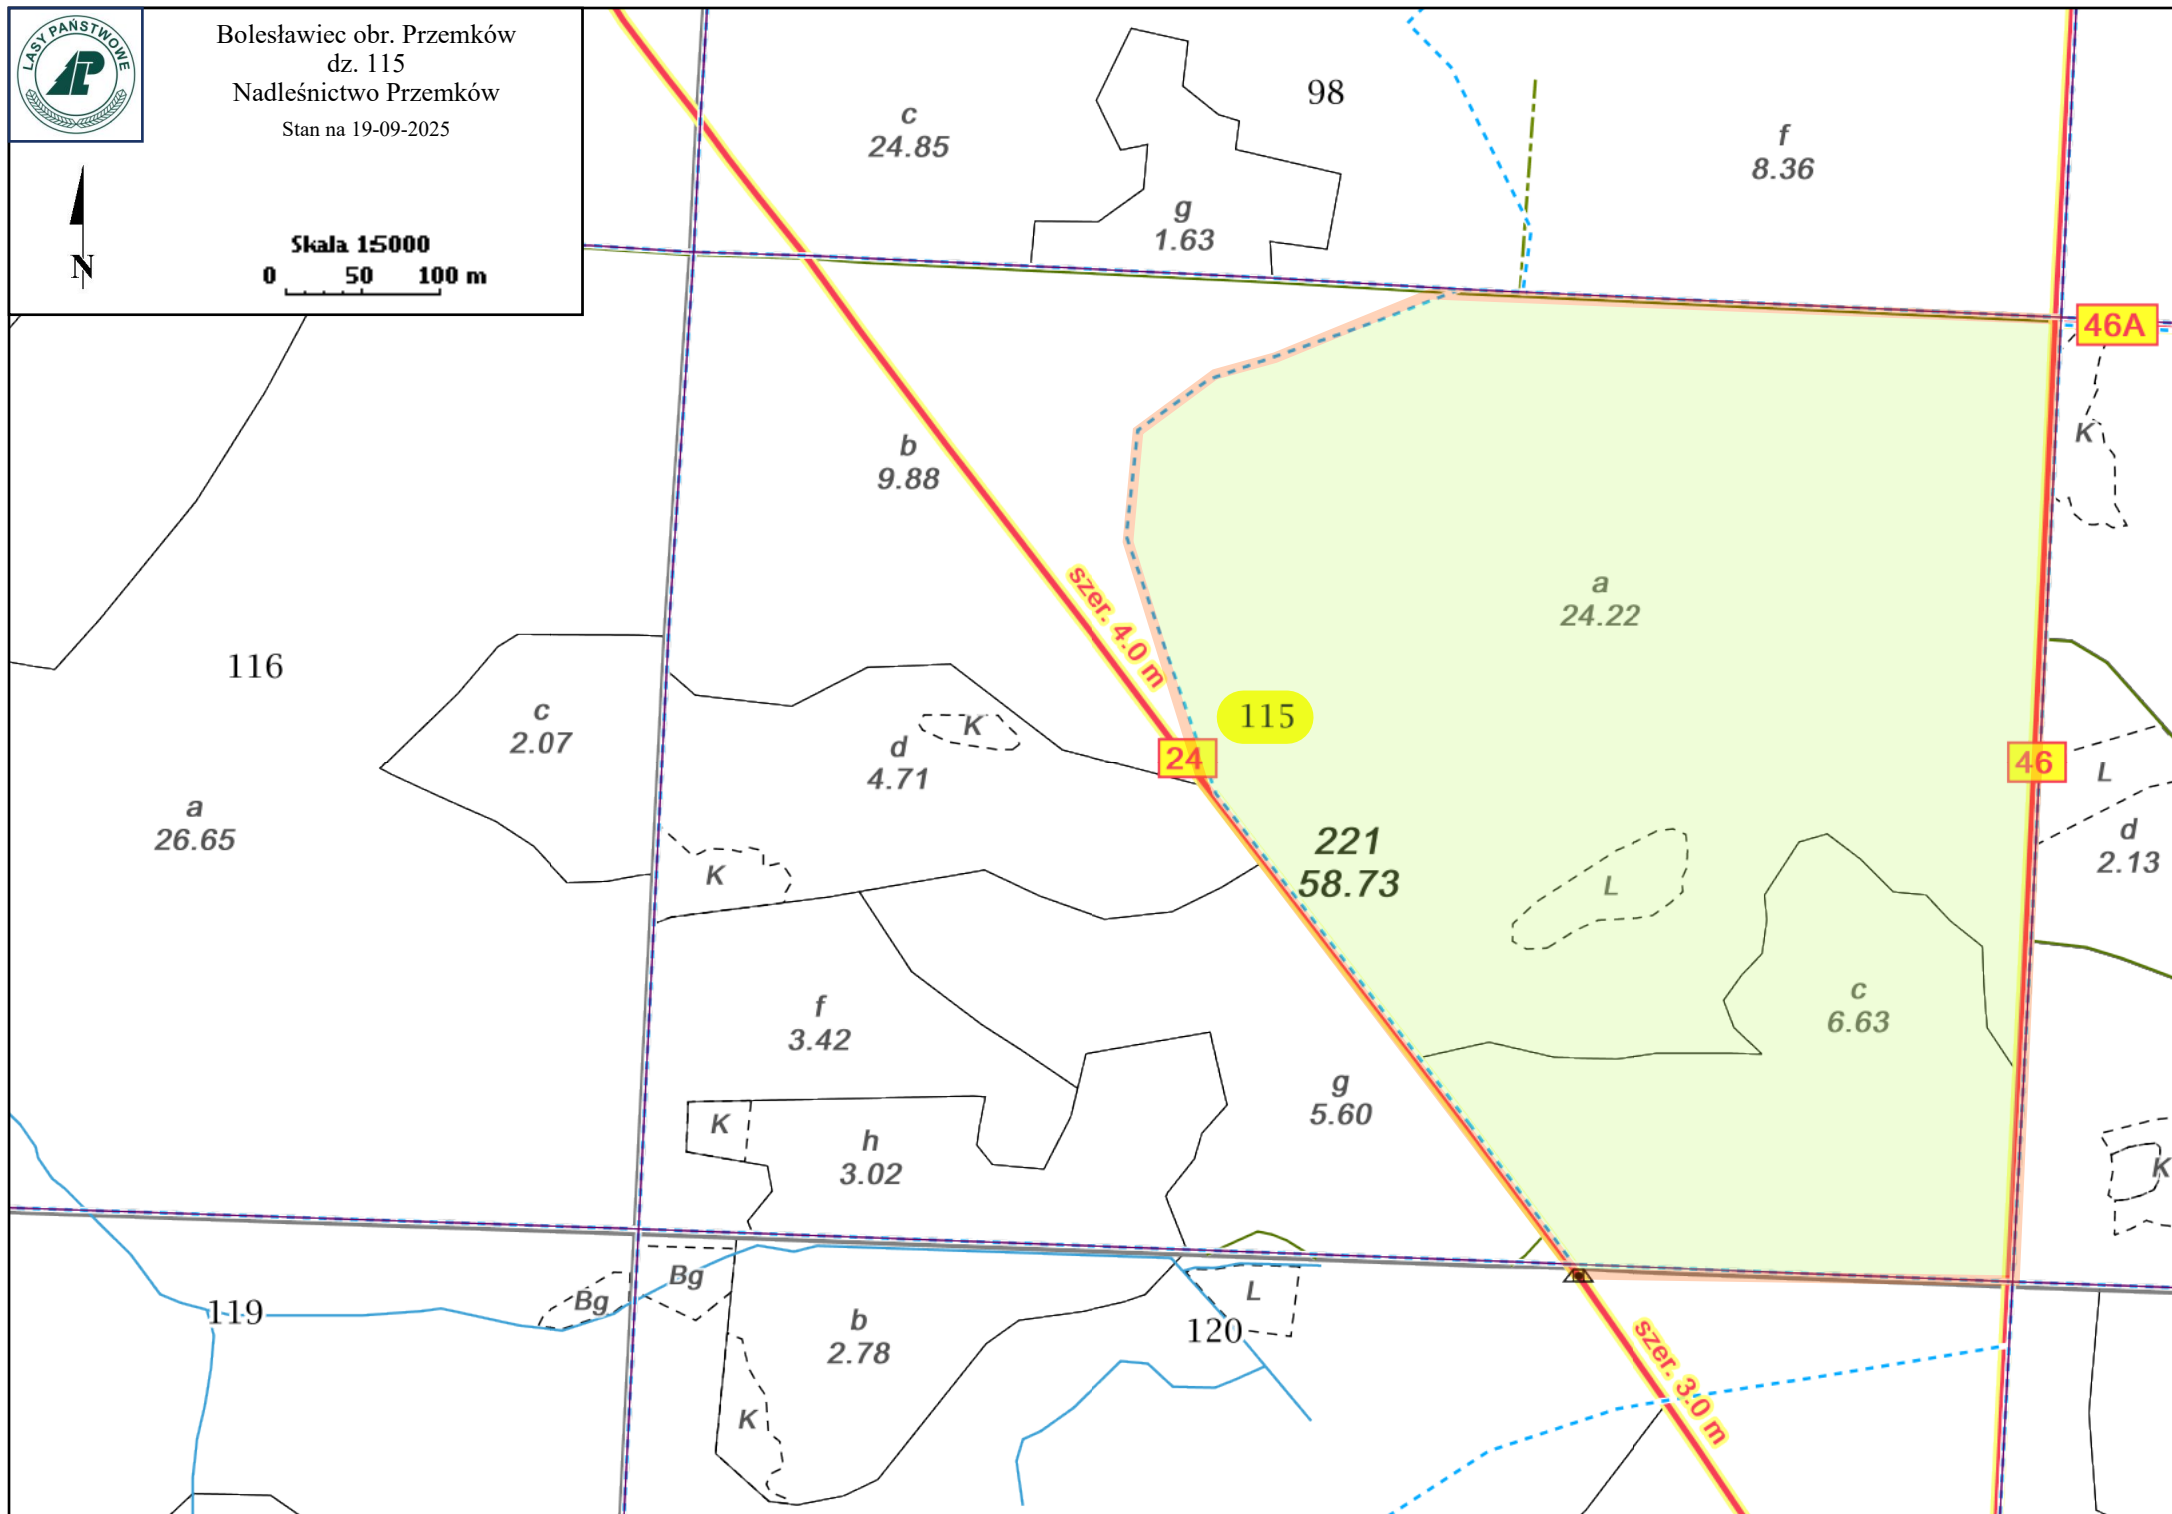 LASY PAŃSTWOWE
Bolesławiec obr. Przemków
dz. 115
Nadleśnictwo Przemków
Stan na 19-09-2025
N
Skala 1:5000
0 50 100 m
98
c
24.85
f
8.36
g
1.63
46A
K
b
9.88
szer. 4.0 m
a
24.22
116
c
2.07
K
d
4.71
115
24
46
L
a
26.65
221
58.73
K
L
d
2.13
f
3.42
c
6.63
g
5.60
K
h
3.02
K
Bg
Bg
L
119
120
b
2.78
szer. 3.0 m
K